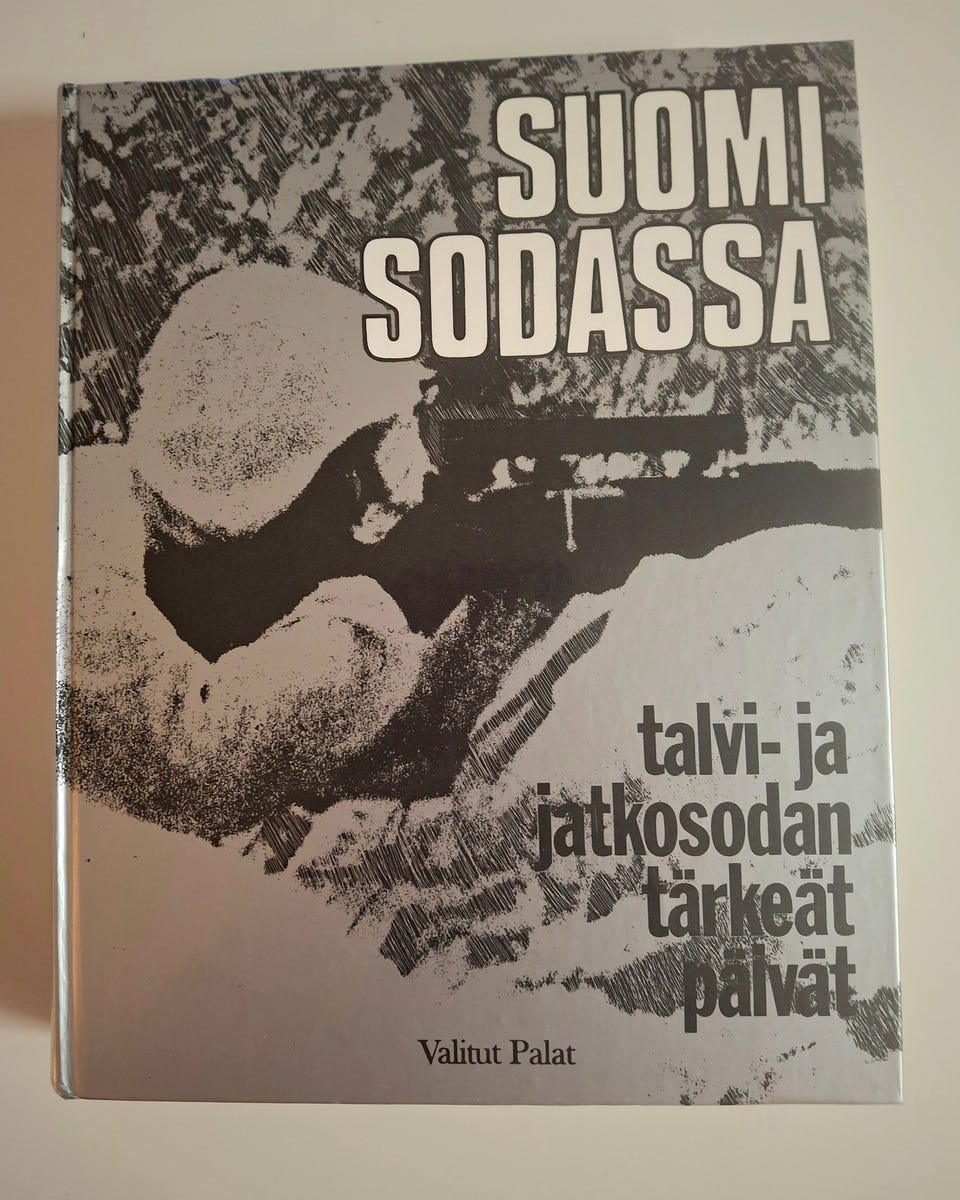 SUOMI
SODASSA
talvi- ja
jatkosodan
tärkeät
päivät
Valitut Palat